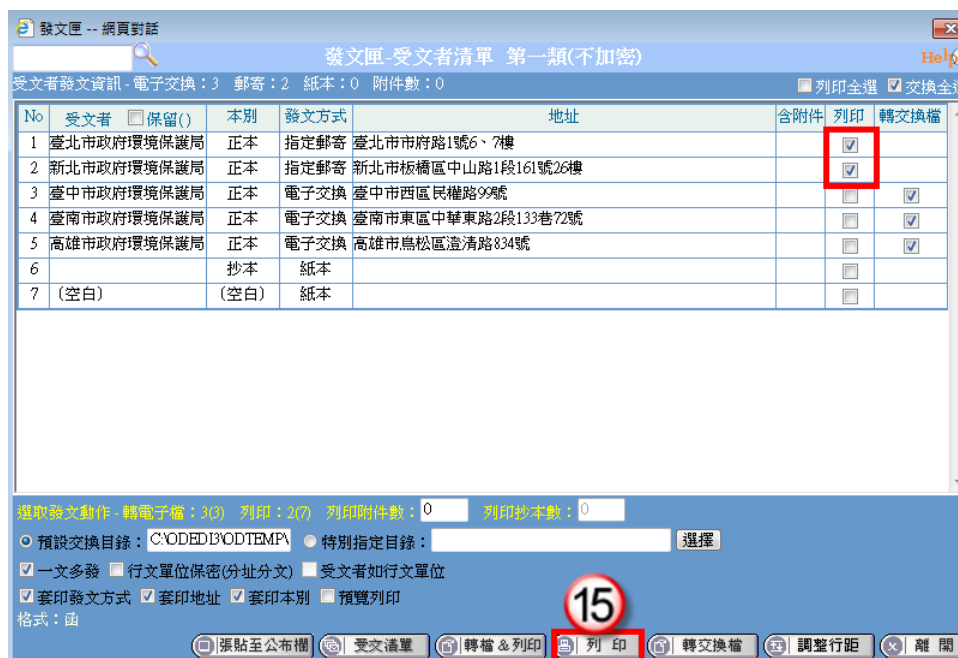 發文匣 -- 網頁對話
發文匣-受文者清單 第一類(不加密)
Help
受文者發文資訊 - 電子交換：3 郵寄：2 紙本：0 附件數：0 列印全選 交換全選
No 受文者 保留() 本別 發文方式 地址 含附件 列印 轉交換檔
1 臺北市政府環境保護局 正本 指定郵寄 臺北市市府路1號6、7樓
2 新北市政府環境保護局 正本 指定郵寄 新北市板橋區中山路1段161號26樓
3 臺中市政府環境保護局 正本 電子交換 臺中市西區民權路99號
4 臺南市政府環境保護局 正本 電子交換 臺南市東區中華東路2段133巷72號
5 高雄市政府環境保護局 正本 電子交換 高雄市鳥松區澄清路834號
6 抄本 紙本
7 (空白) (空白) 紙本
選取發文動作 - 轉電子檔：3(3) 列印：2(7) 列印附件數：0 列印抄本數：0
預設交換目錄：C:\ODEDI3\ODTEMP\ 特別指定目錄： 選擇
一文多發 行文單位保密(分址分文) 受文者如行文單位
套印發文方式 套印地址 套印本別 預覽列印
格式：函
15
張貼至公布欄 受文清單 轉檔&列印 列 印 轉交換檔 調整行距 離 開